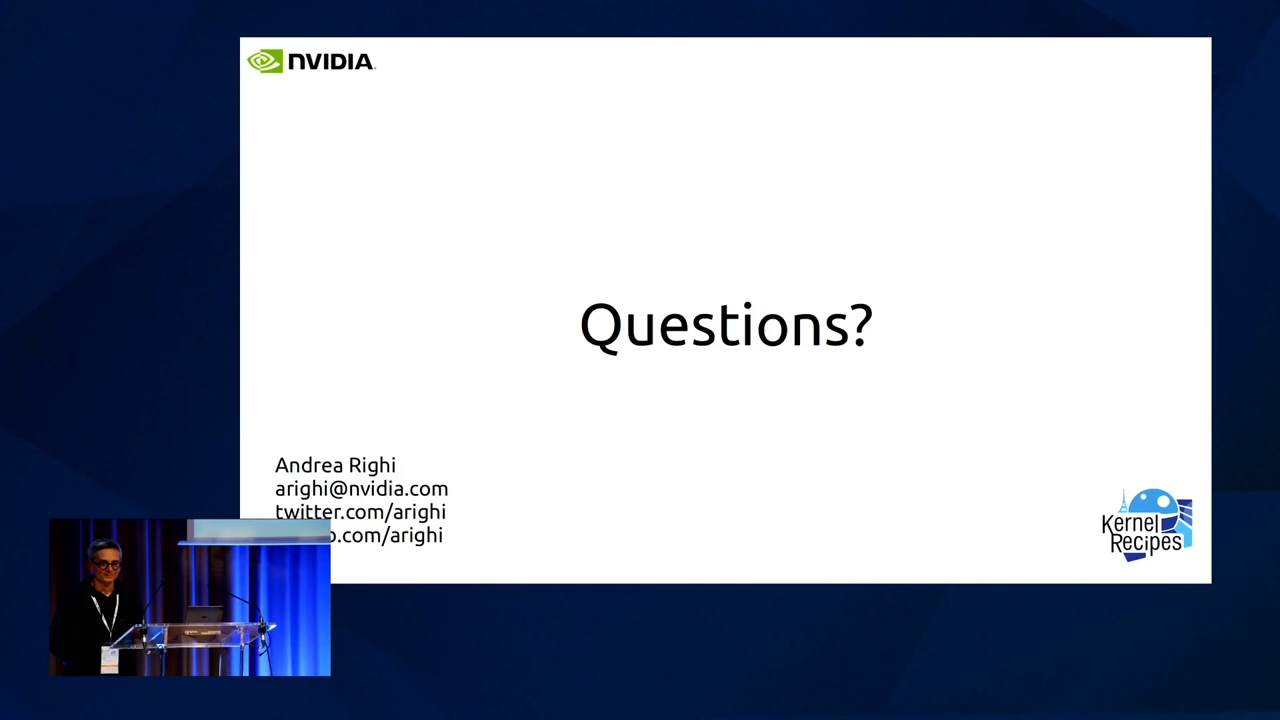 NVIDIA
Questions?
Andrea Righi
arighi@nvidia.com
twitter.com/arighi
.com/arighi
Kernel
Recipes